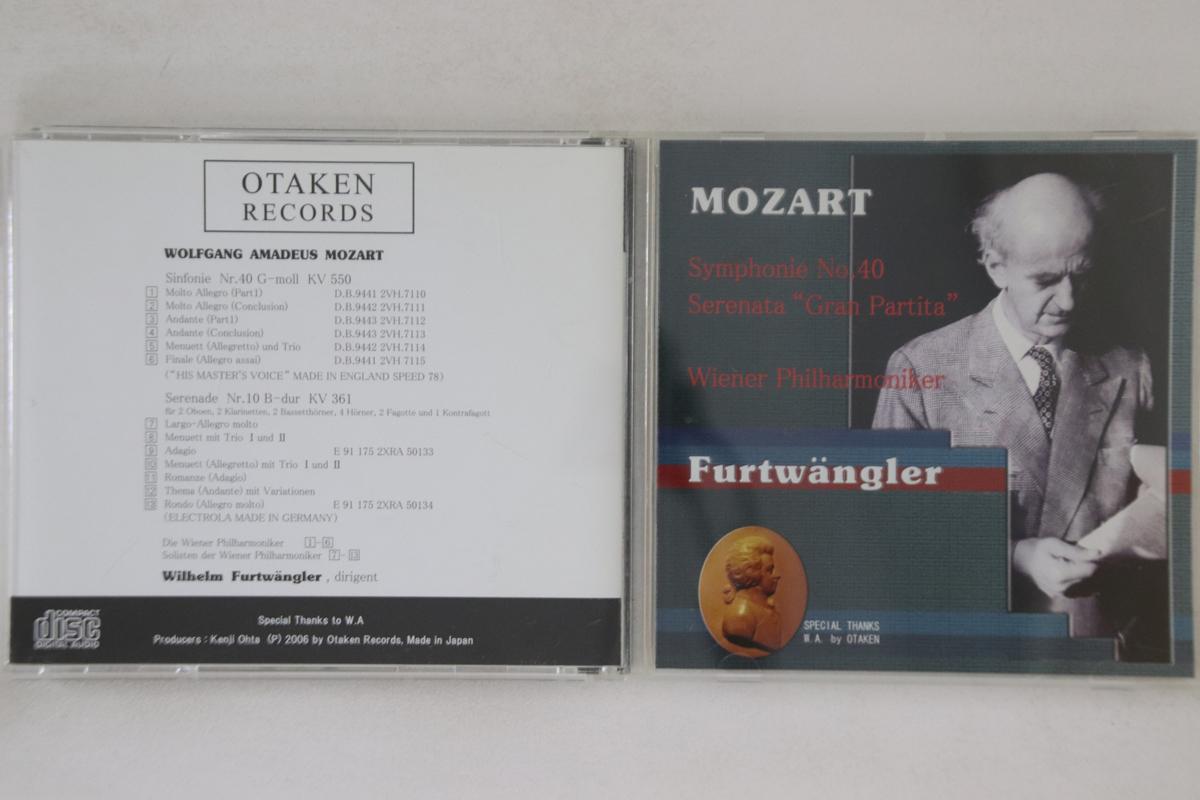 OTAKEN
RECORDS
WOLFGANG AMADEUS MOZART
Sinfonie Nr.40 G-moll KV 550
1 Molto Allegro (Part1) D.B.9441 2VH.7110
2 Molto Allegro (Conclusion) D.B.9442 2VH.7111
3 Andante (Part1) D.B.9443 2VH.7112
4 Andante (Conclusion) D.B.9443 2VH.7113
5 Menuett (Allegretto) und Trio D.B.9442 2VH.7114
6 Finale (Allegro assai) D.B.9441 2VH.7115
("HIS MASTER'S VOICE" MADE IN ENGLAND SPEED 78)
Serenade Nr.10 B-dur KV 361
für 2 Oboen, 2 Klarinetten, 2 Bassetthörner, 4 Hörner, 2 Fagotte und 1 Kontrafagott
7 Largo-Allegro molto
8 Menuett mit Trio I und II
9 Adagio E 91 175 2XRA 50133
10 Menuett (Allegretto) mit Trio I und II
11 Romanze (Adagio)
12 Thema (Andante) mit Variationen
13 Rondo (Allegro molto) E 91 175 2XRA 50134
(ELECTROLA MADE IN GERMANY)
Die Wiener Philharmoniker 1-6
Solisten der Wiener Philharmoniker 7-13
Wilhelm Furtwängler , dirigent
COMPACT
disc
DIGITAL AUDIO
Special Thanks to W.A
Producers : Kenji Ohta (P) 2006 by Otaken Records, Made in Japan
MOZART
Symphonie No.40
Serenata "Gran Partita"
Wiener Philharmoniker
Furtwängler
SPECIAL THANKS
W.A. by OTAKEN